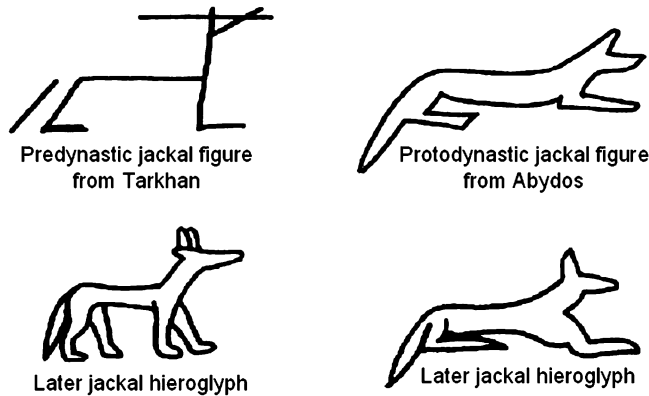 Predynastic jackal figure
from Tarkhan
Protodynastic jackal figure
from Abydos
Later jackal hieroglyph
Later jackal hieroglyph